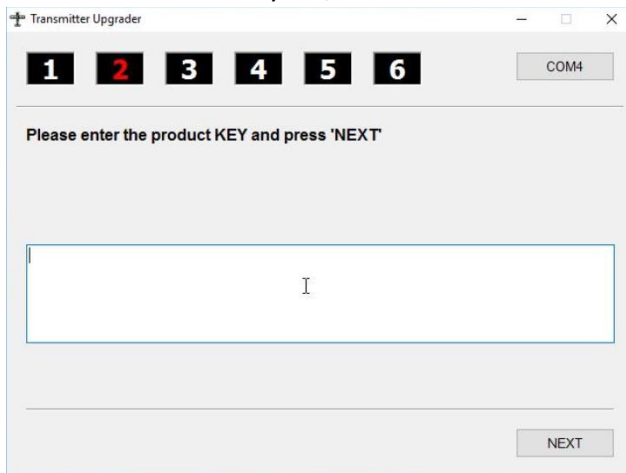 Transmitter Upgrader
1 2 3 4 5 6 COM4
Please enter the product KEY and press 'NEXT'
NEXT